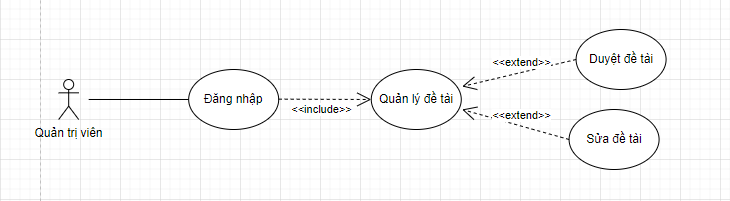 <<extend>>
Duyệt đề tài
Đăng nhập
Quản lý đề tài
<<include>>
<<extend>>
Quản trị viên
Sửa đề tài